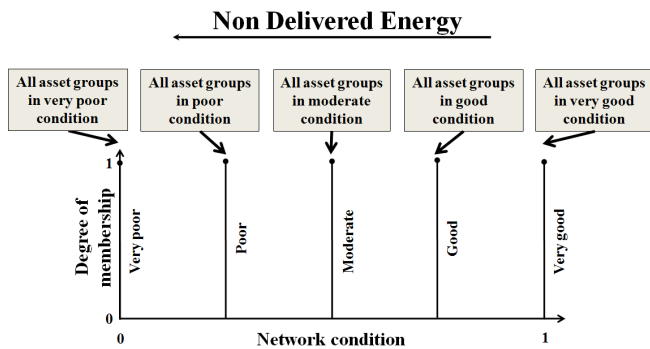 Non Delivered Energy
All asset groups
in very poor
condition
All asset groups
in poor
condition
All asset groups
in moderate
condition
All asset groups
in good
condition
All asset groups
in very good
condition
Degree of
membership
1
0
Very poor
Poor
Moderate
Good
Very good
0
Network condition
1